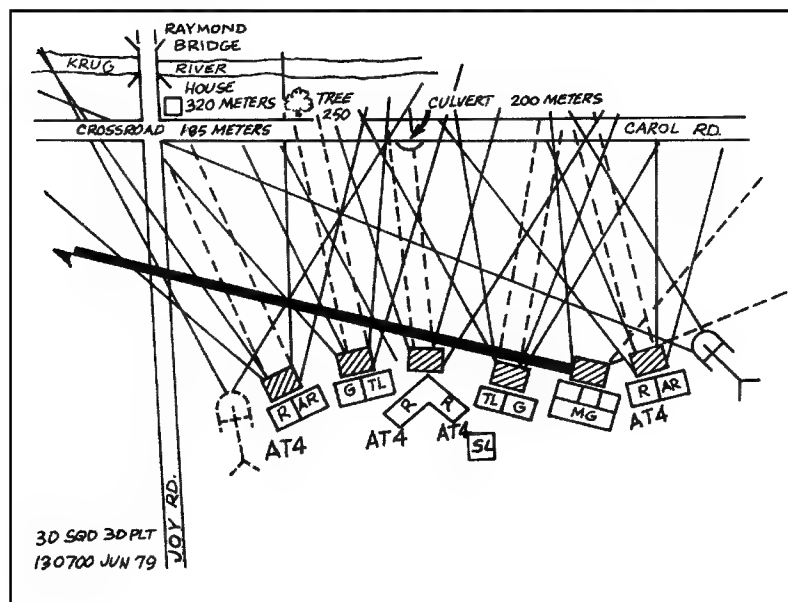 RAYMOND
BRIDGE
KRUG RIVER
HOUSE
320 METERS
TREE
250
CULVERT 200 METERS
CROSSROAD 185 METERS
CAROL RD.
R AR
AT4
G TL
R R
AT4 AT4
TL G
SL
MG
R AR
AT4
JOY RD.
3D SQD 3D PLT
130700 JUN 79